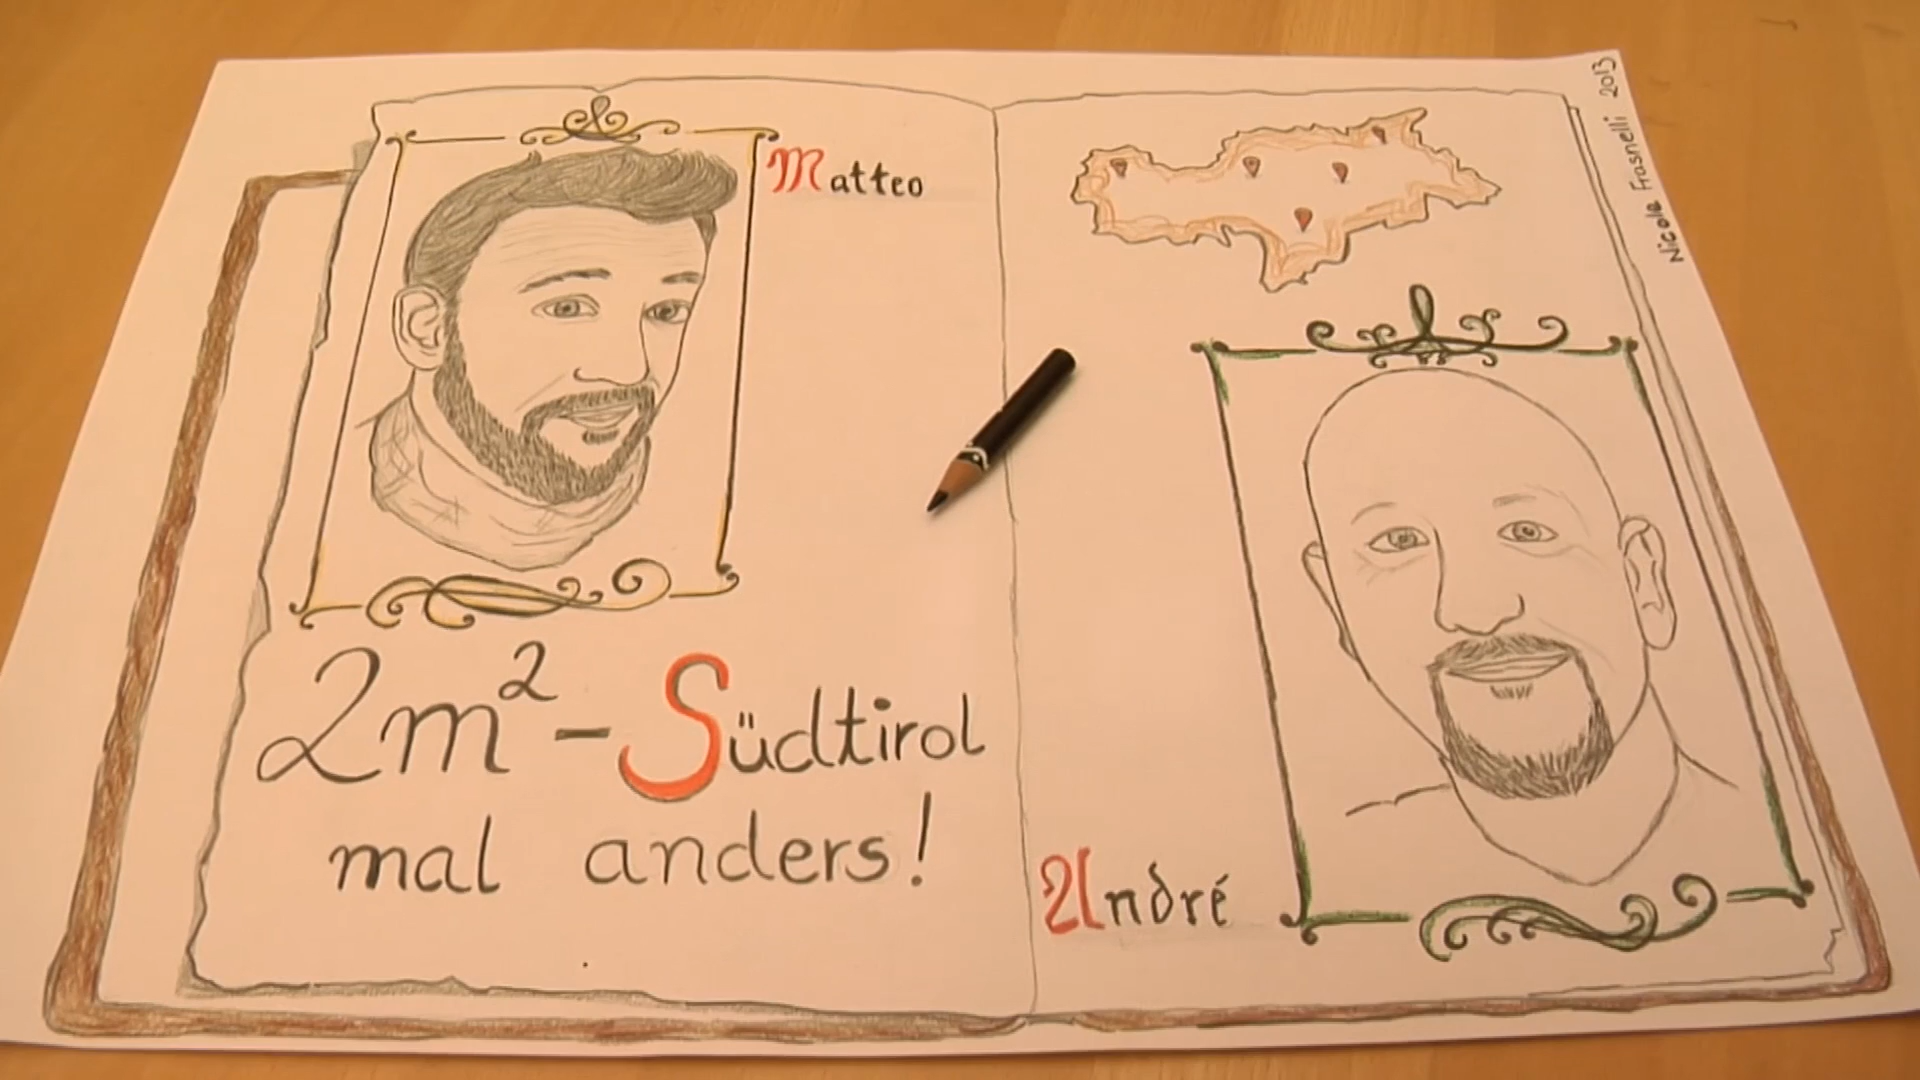 Matteo
2m²-Südtirol
mal anders!
André
Nicole Frasnelli 2013